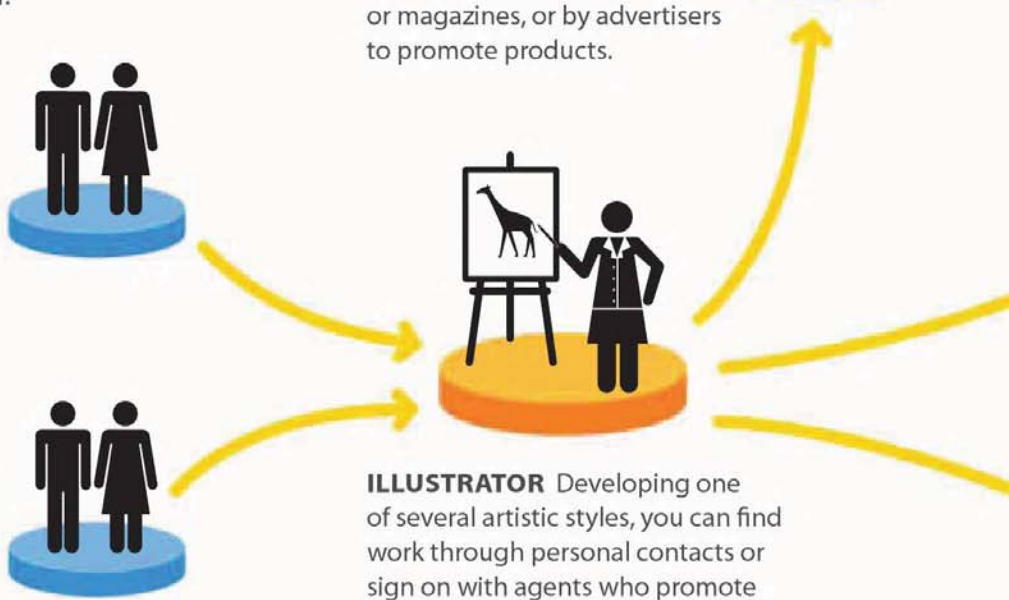 or magazines, or by advertisers
to promote products.
ILLUSTRATOR Developing one
of several artistic styles, you can find
work through personal contacts or
sign on with agents who promote